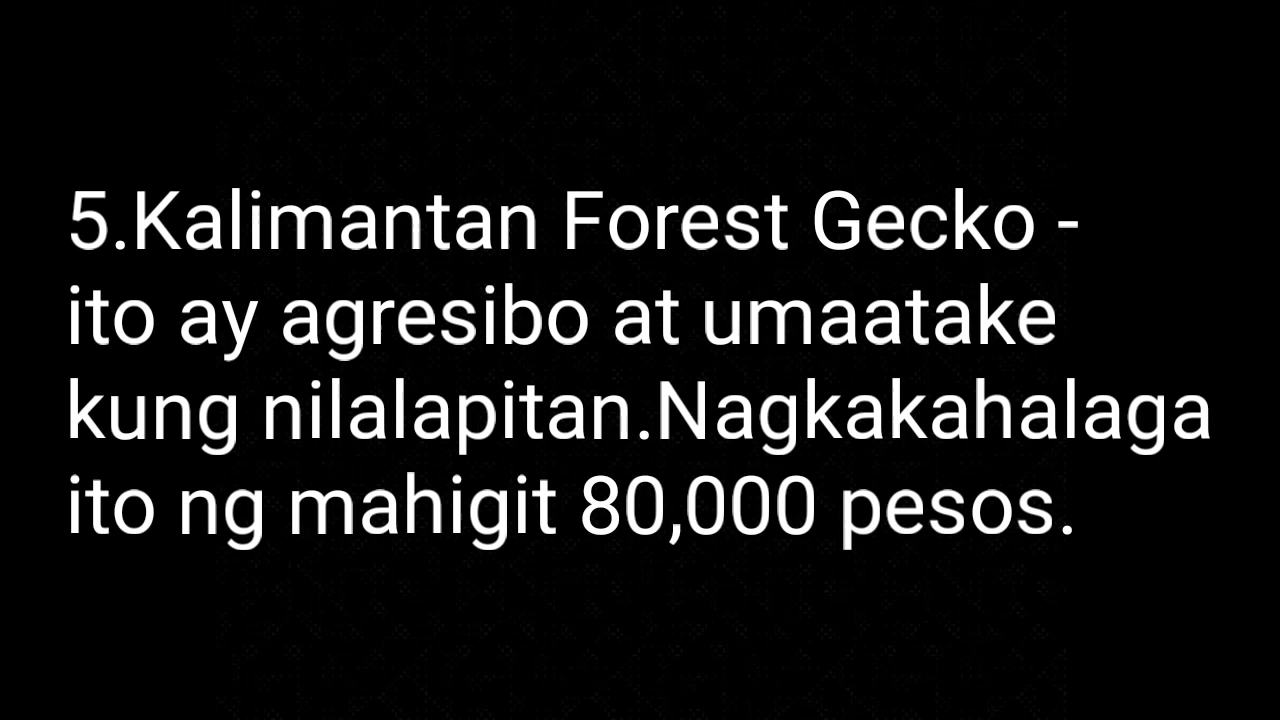 5.Kalimantan Forest Gecko -
ito ay agresibo at umaatake
kung nilalapitan.Nagkakahalaga
ito ng mahigit 80,000 pesos.